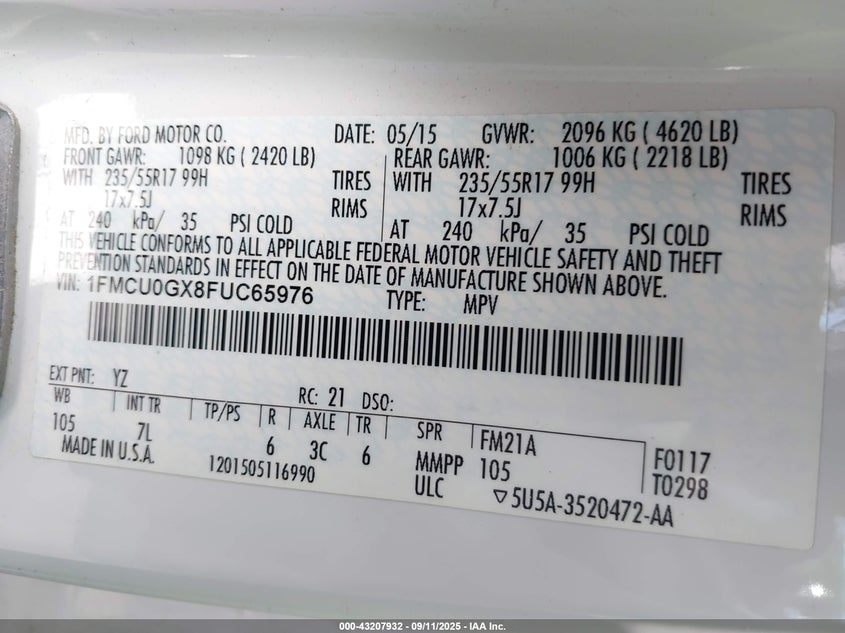 MFD. BY FORD MOTOR CO. DATE: 05/15 GVWR: 2096 KG ( 4620 LB)
FRONT GAWR: 1098 KG ( 2420 LB) REAR GAWR: 1006 KG ( 2218 LB)
WITH 235/55R17 99H TIRES WITH 235/55R17 99H TIRES
17x7.5J RIMS 17x7.5J RIMS
AT 240 kPa/ 35 PSI COLD AT 240 kPa/ 35 PSI COLD
THIS VEHICLE CONFORMS TO ALL APPLICABLE FEDERAL MOTOR VEHICLE SAFETY AND THEFT
PREVENTION STANDARDS IN EFFECT ON THE DATE OF MANUFACTURE SHOWN ABOVE.
VIN: 1FMCU0GX8FUC65976 TYPE: MPV
EXT PNT: YZ RC: 21 DSO:
WB INT TR TP/PS R AXLE TR SPR FM21A F0117
105 7L 6 3C 6 MMPP 105 T0298
MADE IN U.S.A. 1201505116990 ULC ▽5U5A-3520472-AA
000-43207932 - 09/11/2025 - IAA Inc.